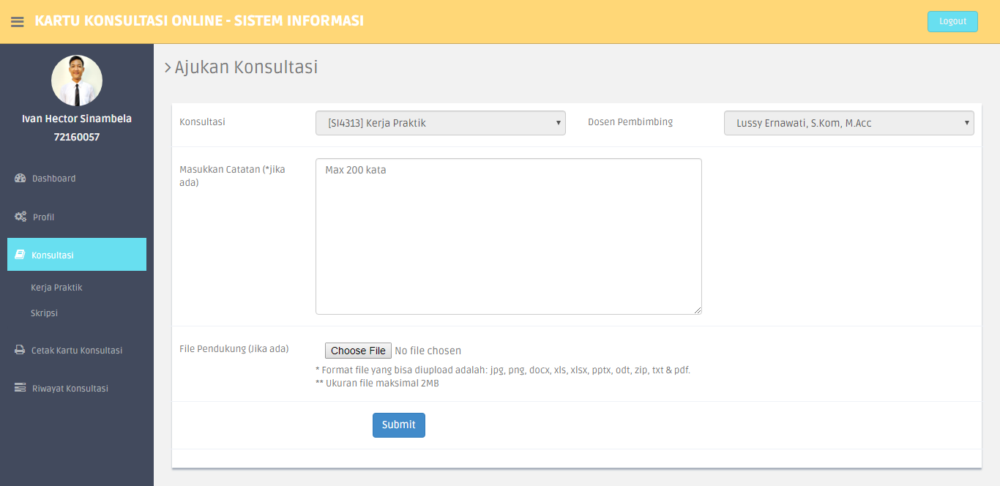 KARTU KONSULTASI ONLINE - SISTEM INFORMASI
Logout
Ivan Hector Sinambela
72160057
Dashboard
Profil
Konsultasi
Kerja Praktik
Skripsi
Cetak Kartu Konsultasi
Riwayat Konsultasi
Ajukan Konsultasi
Konsultasi
[SI4313] Kerja Praktik
Dosen Pembimbing
Lussy Ernawati, S.Kom, M.Acc
Masukkan Catatan (*jika
ada)
Max 200 kata
File Pendukung (Jika ada)
Choose File No file chosen
* Format file yang bisa diupload adalah: jpg, png, docx, xls, xlsx, pptx, odt, zip, txt & pdf.
** Ukuran file maksimal 2MB
Submit